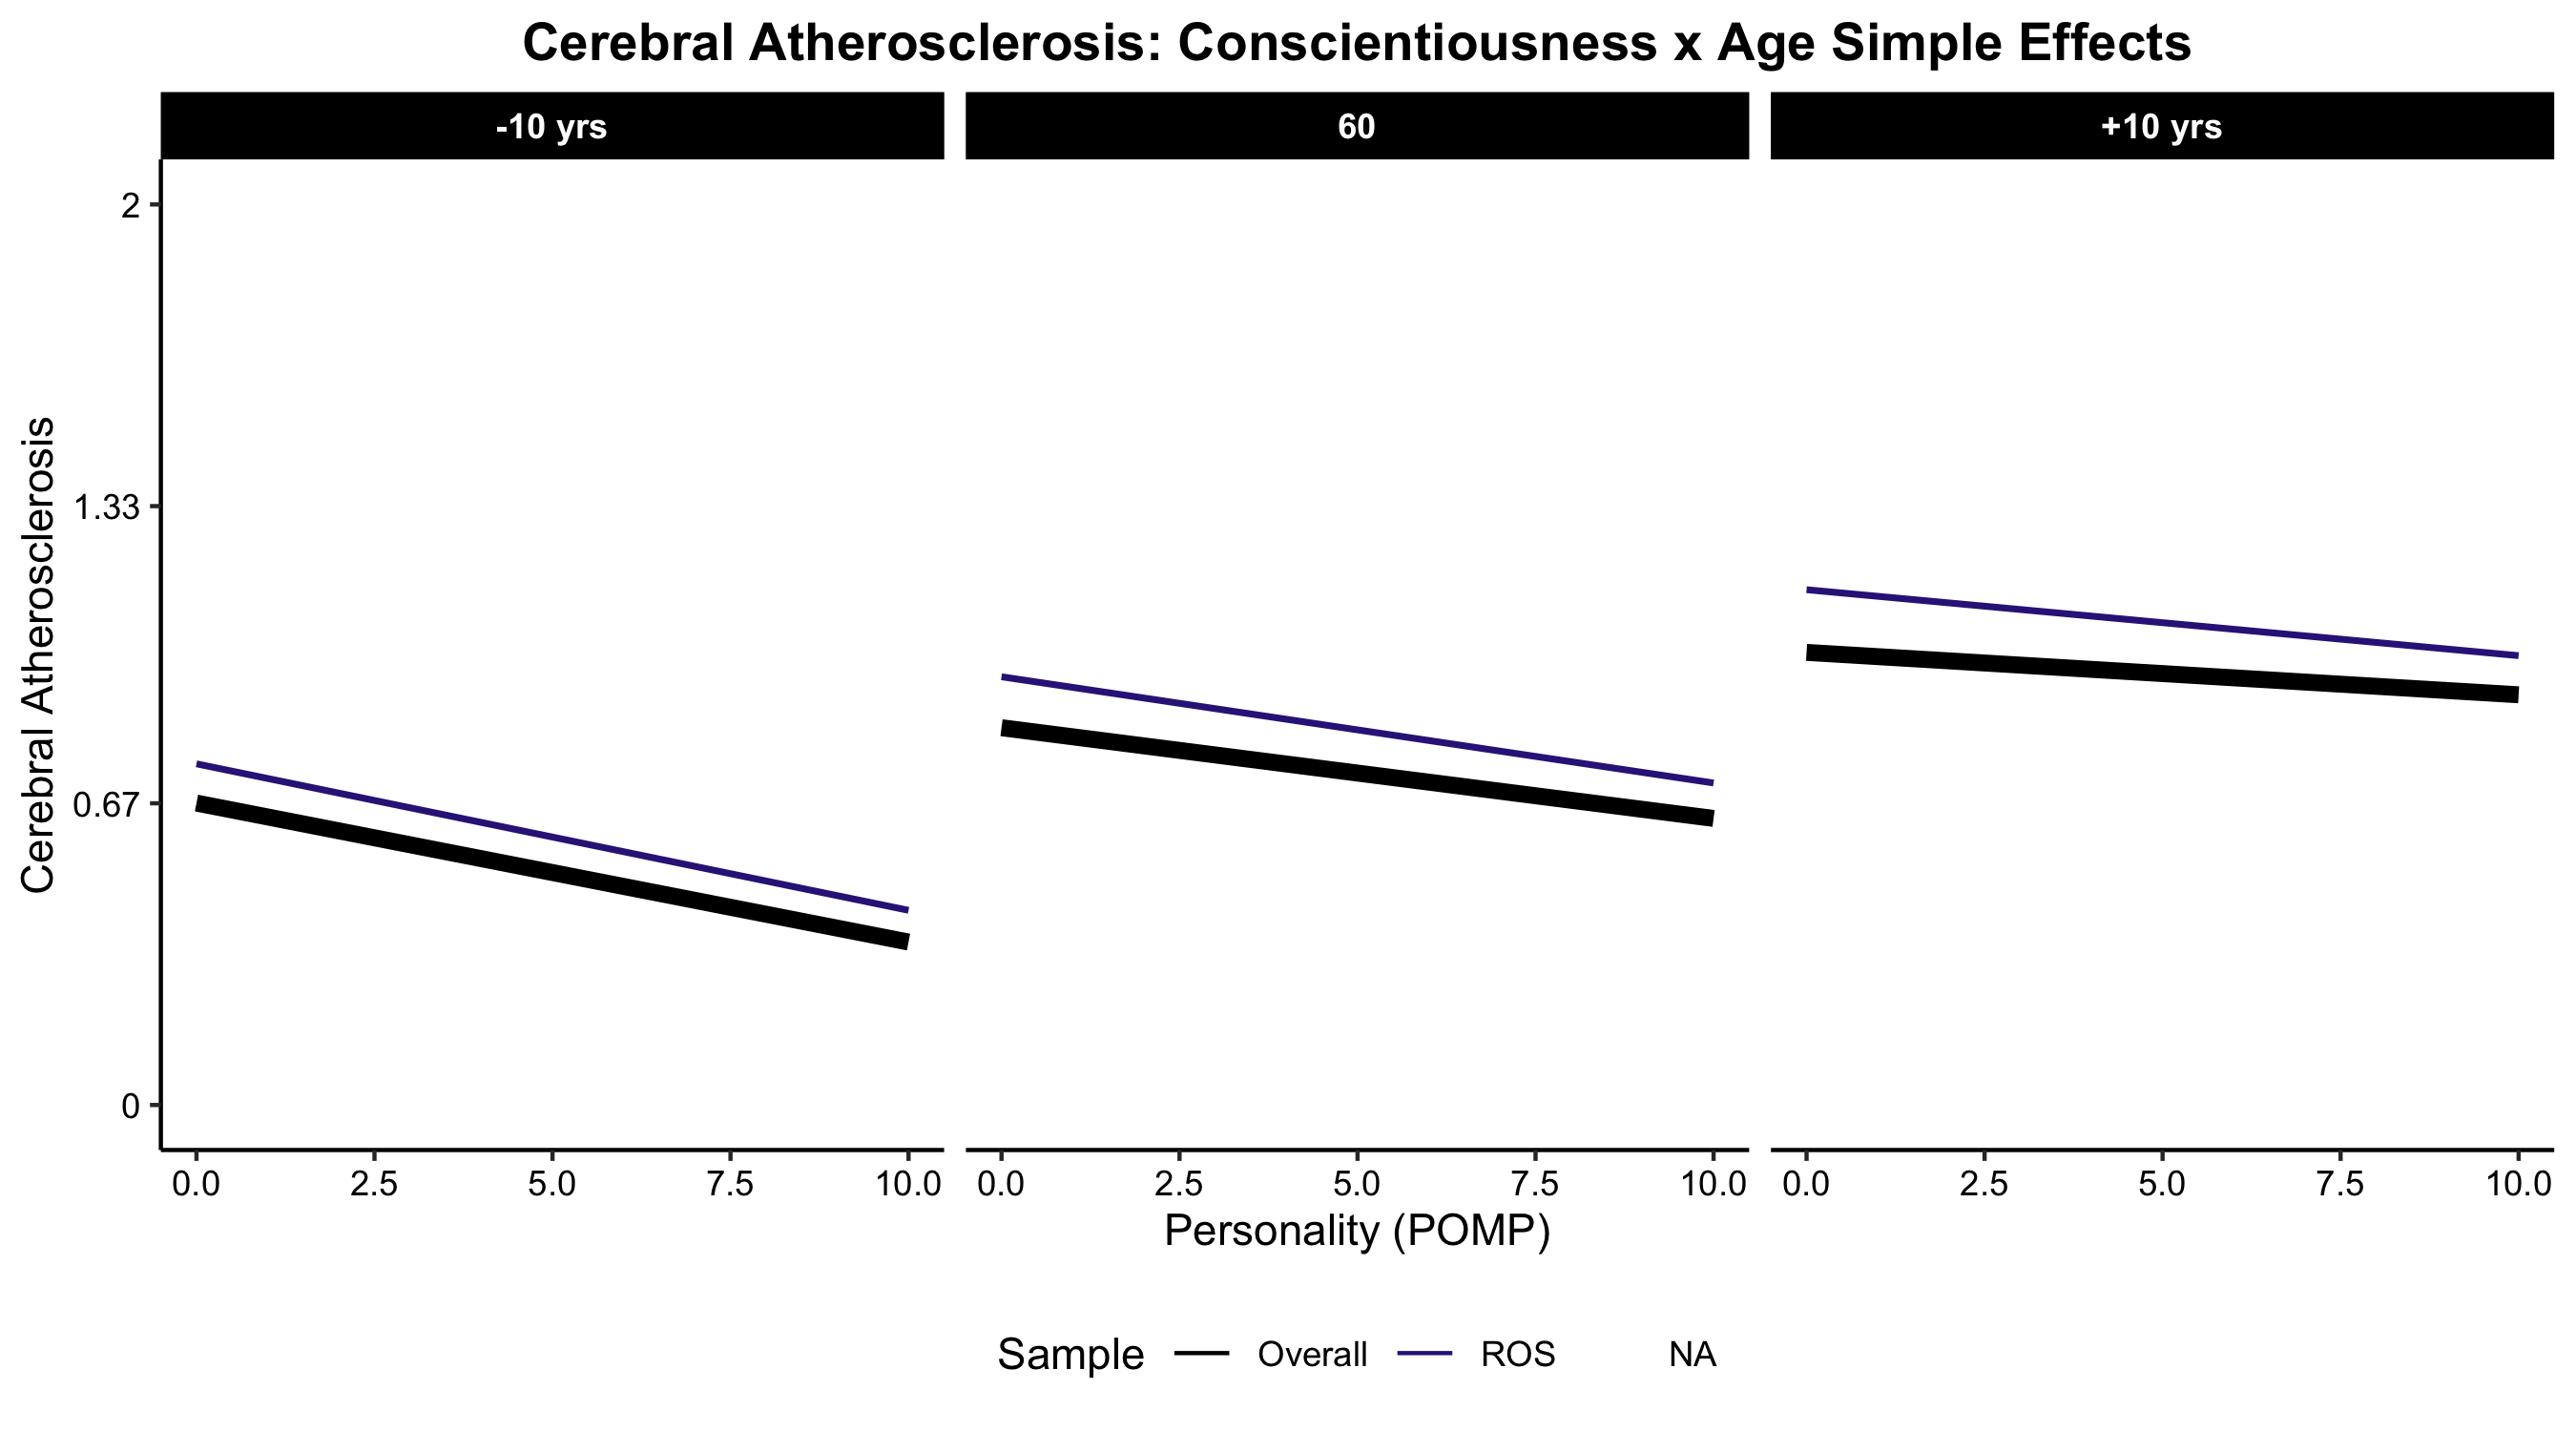 Cerebral Atherosclerosis: Conscientiousness x Age Simple Effects
-10 yrs
60
+10 yrs
Cerebral Atherosclerosis
2
1.33
0.67
0
0.0 2.5 5.0 7.5 10.0
0.0 2.5 5.0 7.5 10.0
0.0 2.5 5.0 7.5 10.0
Personality (POMP)
Sample Overall ROS NA